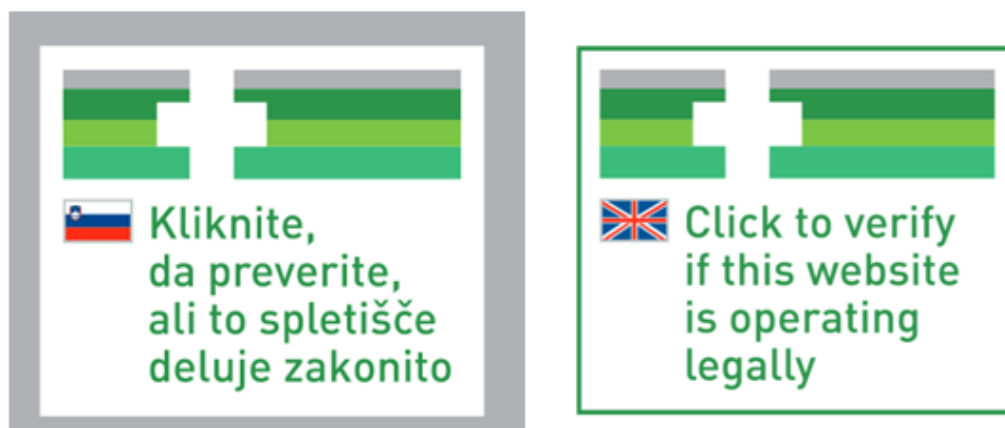 Kliknite,
da preverite,
ali to spletišče
deluje zakonito
Click to verify
if this website
is operating
legally